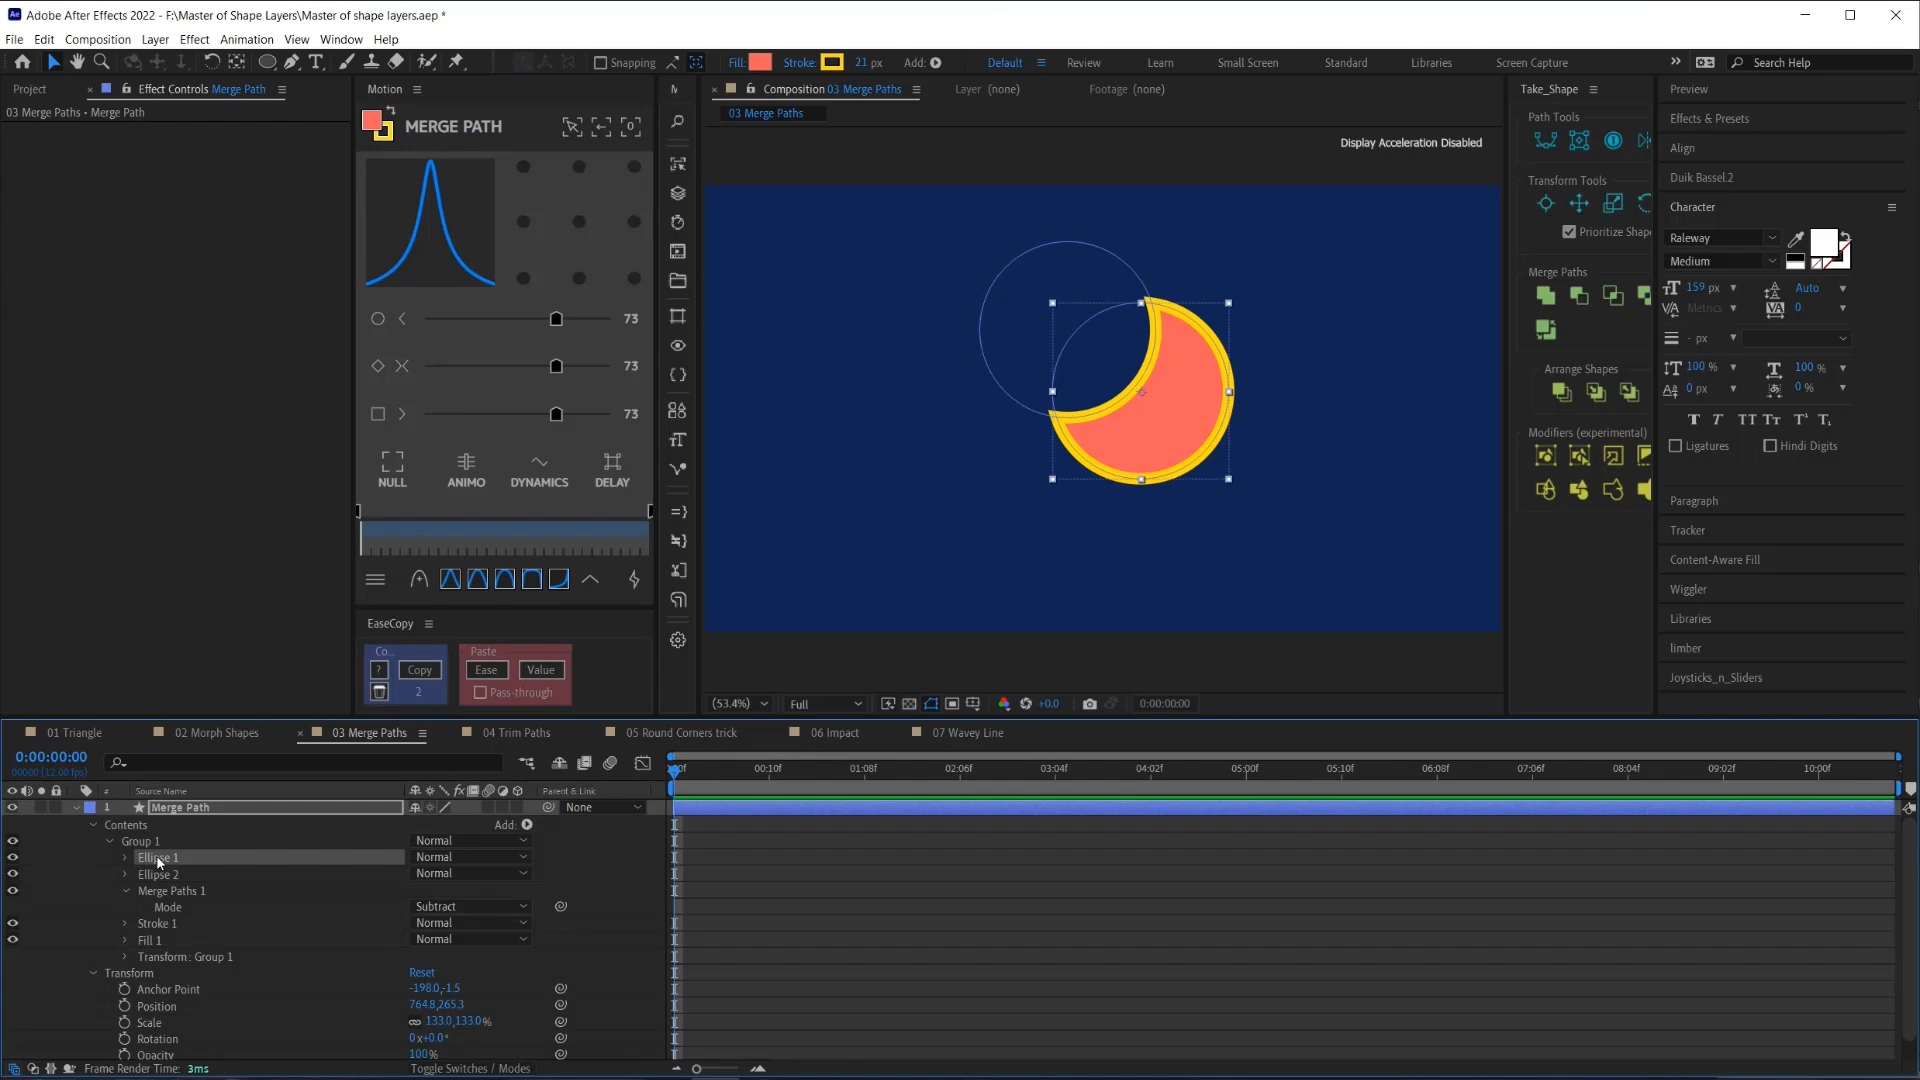 Adobe After Effects 2022 - F:\Master of Shape Layers\Master of shape layers.aep *
File Edit Composition Layer Effect Animation View Window Help
Snapping Fill: Stroke: 21 px Add: Default Review Learn Small Screen Standard Libraries Screen Capture Search Help
Project Effect Controls Merge Path
03 Merge Paths • Merge Path
Motion
MERGE PATH
73
73
73
NULL ANIMO DYNAMICS DELAY
EaseCopy
Co...
? Copy
2
Paste
Ease Value
Pass-through
Composition 03 Merge Paths Layer (none) Footage (none)
03 Merge Paths
Display Acceleration Disabled
(53.4%) Full +0.0 0:00:00:00
Take_Shape
Path Tools
Transform Tools
Prioritize Shape
Merge Paths
Arrange Shapes
Modifiers (experimental)
Preview
Effects & Presets
Align
Duik Bassel.2
Character
Raleway
Medium
159 px Auto
Metrics 0
- px
100 % 100 %
0 px 0 %
Ligatures Hindi Digits
Paragraph
Tracker
Content-Aware Fill
Wiggler
Libraries
limber
Joysticks_n_Sliders
01 Triangle 02 Morph Shapes 03 Merge Paths 04 Trim Paths 05 Round Corners trick 06 Impact 07 Wavey Line
0:00:00:00
00000 (12.00 fps)
00:10f 01:08f 02:06f 03:04f 04:02f 05:00f 05:10f 06:08f 07:06f 08:04f 09:02f 10:00f
# Source Name Parent & Link
1 Merge Path None
Contents Add:
Group 1 Normal
Ellipse 1 Normal
Ellipse 2 Normal
Merge Paths 1
Mode Subtract
Stroke 1 Normal
Fill 1 Normal
Transform: Group 1
Transform Reset
Anchor Point -198.0,-1.5
Position 764.8,265.3
Scale 133.0,133.0%
Rotation 0x+0.0°
Opacity 100%
Frame Render Time: 3ms Toggle Switches / Modes